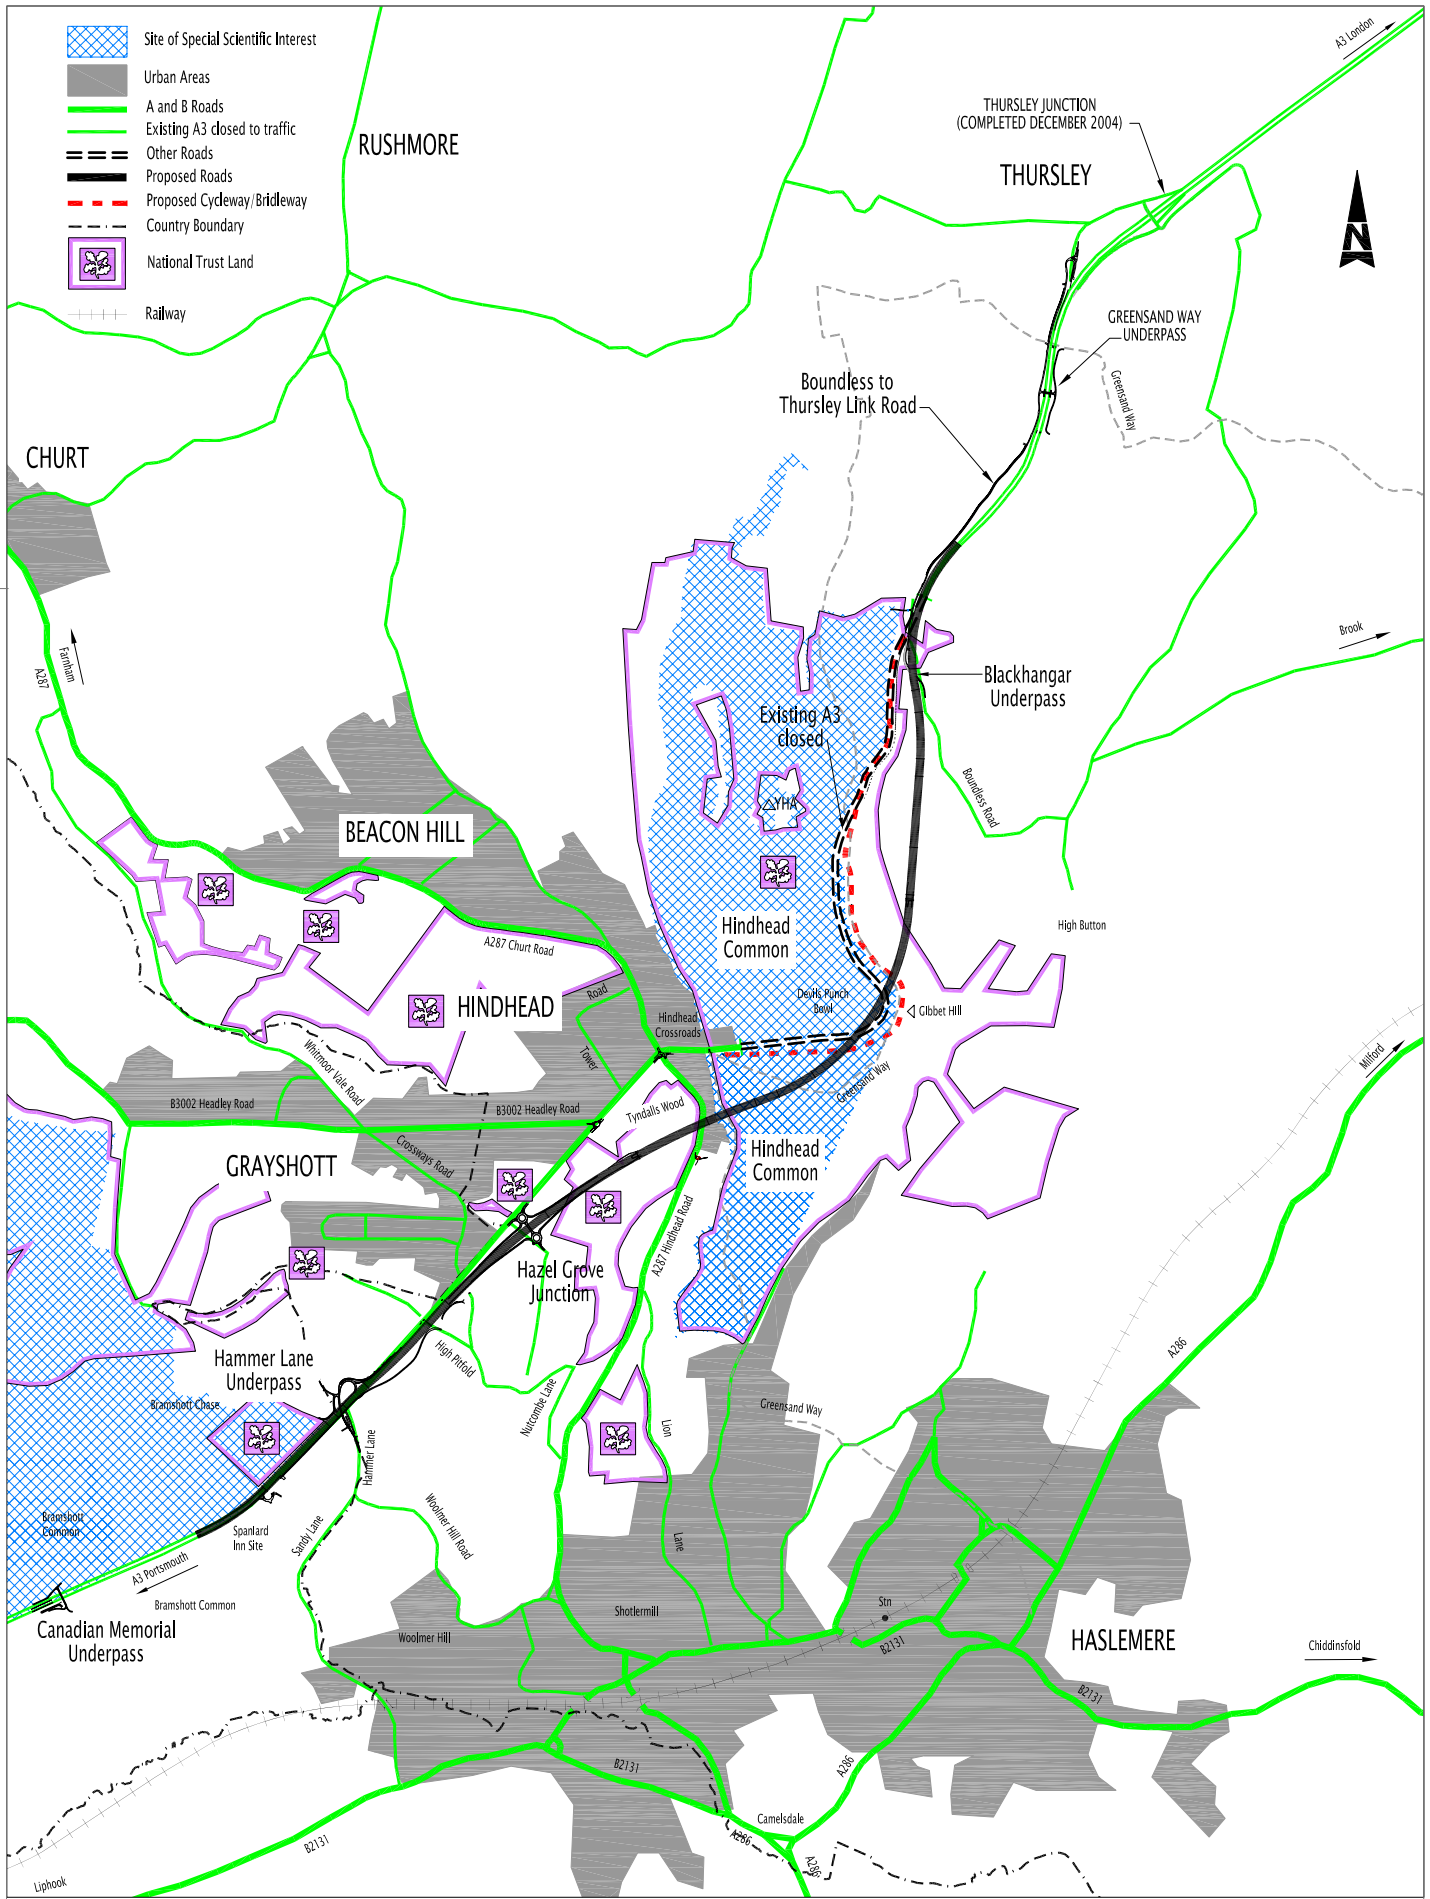 Site of Special Scientific Interest
Urban Areas
A and B Roads
Existing A3 closed to traffic
Other Roads
Proposed Roads
Proposed Cycleway/Bridleway
Country Boundary
National Trust Land
Railway
A3 London
RUSHMORE
THURSLEY JUNCTION
(COMPLETED DECEMBER 2004)
THURSLEY
N
GREENSAND WAY
UNDERPASS
Boundless to
Thursley Link Road
Greensand Way
CHURT
Farnham
A287
Brook
Blackhangar
Underpass
Existing A3
closed
Boundless Road
YHA
BEACON HILL
Hindhead
Common
High Button
A287 Churt Road
HINDHEAD
Road
Tower
Hindhead
Crossroads
Devils Punch
Bowl
Gibbet Hill
Whitmoor Vale Road
Greensand Way
Milford
B3002 Headley Road
B3002 Headley Road
Tyndalls Wood
Crossways Road
GRAYSHOTT
Hindhead
Common
A287 Hindhead Road
Hazel Grove
Junction
High Pitfold
Hammer Lane
Underpass
Bramshott Chase
Nutcombe Lane
Lion
Greensand Way
A286
Hammer Lane
Bramshott
Common
Spaniard
Inn Site
Sandy Lane
Woolmer Hill Road
Lane
A3 Portsmouth
Bramshott Common
Canadian Memorial
Underpass
Woolmer Hill
Shotlermill
Stn
B2131
HASLEMERE
Chiddinsfold
B2131
B2131
A286
Camelsdale
A286
A286
B2131
Liphook